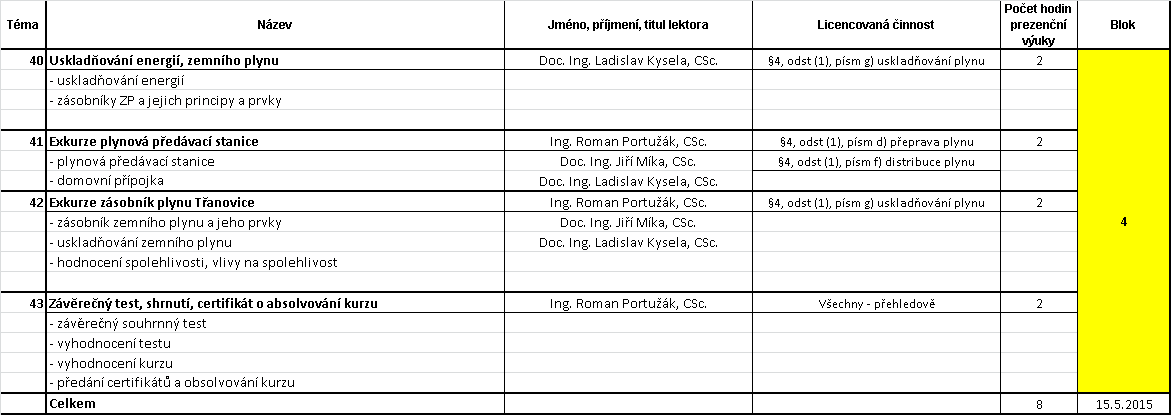 Téma Název Jméno, příjmení, titul lektora Licencovaná činnost Počet hodin prezenční výuky Blok
40 Uskladňování energií, zemního plynu Doc. Ing. Ladislav Kysela, CSc. §4, odst (1), písm g) uskladňování plynu 2
- uskladňování energií
- zásobníky ZP a jejich principy a prvky
41 Exkurze plynová předávací stanice Ing. Roman Portužák, CSc. §4, odst (1), písm d) přeprava plynu 2
- plynová předávací stanice Doc. Ing. Jiří Míka, CSc. §4, odst (1), písm f) distribuce plynu
- domovní přípojka Doc. Ing. Ladislav Kysela, CSc.
42 Exkurze zásobník plynu Třanovice Ing. Roman Portužák, CSc. §4, odst (1), písm g) uskladňování plynu 2
- zásobník zemního plynu a jeho prvky Doc. Ing. Jiří Míka, CSc. 4
- uskladňování zemního plynu Doc. Ing. Ladislav Kysela, CSc.
- hodnocení spolehlivosti, vlivy na spolehlivost
43 Závěrečný test, shrnutí, certifikát o absolvování kurzu Ing. Roman Portužák, CSc. Všechny - přehledově 2
- závěrečný souhrnný test
- vyhodnocení testu
- vyhodnocení kurzu
- předání certifikátů a obsolvování kurzu
Celkem 8 15.5.2015